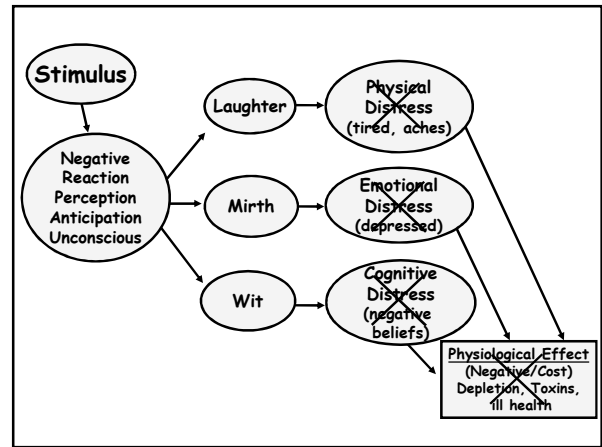 Stimulus
Negative
Reaction
Perception
Anticipation
Unconscious
Laughter
Physical
Distress
(tired, aches)
Mirth
Emotional
Distress
(depressed)
Wit
Cognitive
Distress
(negative
beliefs)
Physiological Effect
(Negative/Cost)
Depletion, Toxins,
ill health